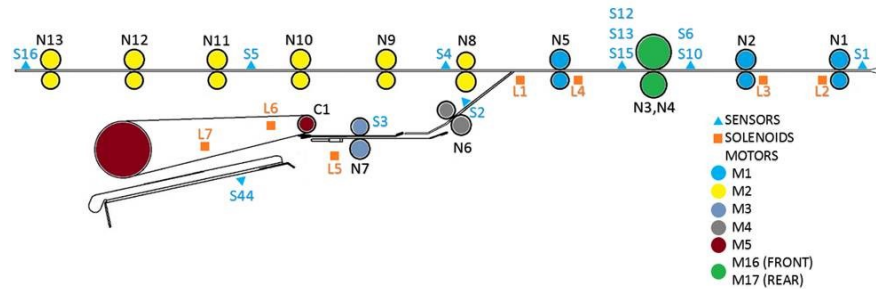 S12
S16 N13 N12 N11 S5 N10 N9 S4 N8 N5 S13 S6 N2 N1 S1
S15 S10
L1 L4 L3 L2
N3,N4
L6 C1 S3 S2
L7 N6
L5 N7
S44
SENSORS
SOLENOIDS
MOTORS
M1
M2
M3
M4
M5
M16 (FRONT)
M17 (REAR)